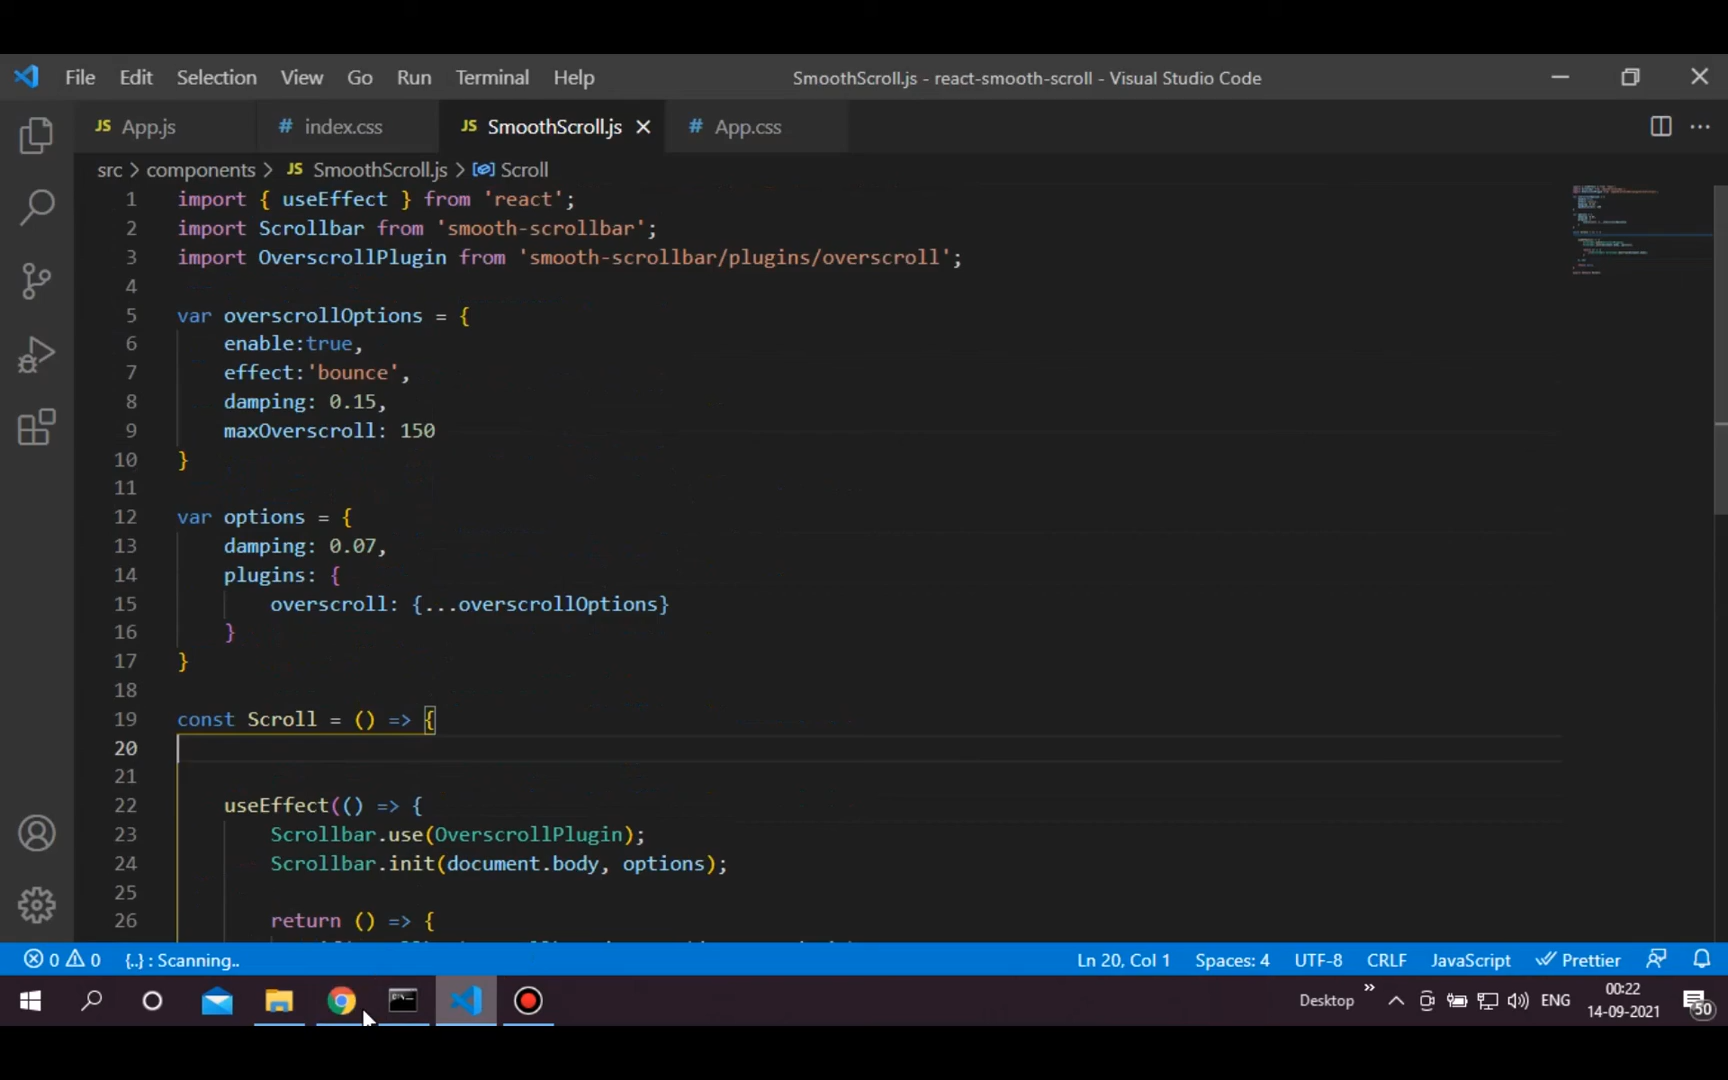 File Edit Selection View Go Run Terminal Help SmoothScroll.js - react-smooth-scroll - Visual Studio Code
JS App.js # index.css JS SmoothScroll.js # App.css
src > components > JS SmoothScroll.js > Scroll
1 import { useEffect } from 'react';
2 import Scrollbar from 'smooth-scrollbar';
3 import OverscrollPlugin from 'smooth-scrollbar/plugins/overscroll';
4
5 var overscrollOptions = {
6 enable:true,
7 effect:'bounce',
8 damping: 0.15,
9 maxOverscroll: 150
10 }
11
12 var options = {
13 damping: 0.07,
14 plugins: {
15 overscroll: {...overscrollOptions}
16 }
17 }
18
19 const Scroll = () => {
20
21
22 useEffect(() => {
23 Scrollbar.use(OverscrollPlugin);
24 Scrollbar.init(document.body, options);
25
26 return () => {
0 0 {..} : Scanning.. Ln 20, Col 1 Spaces: 4 UTF-8 CRLF JavaScript Prettier
Desktop ENG 00:22
14-09-2021 50